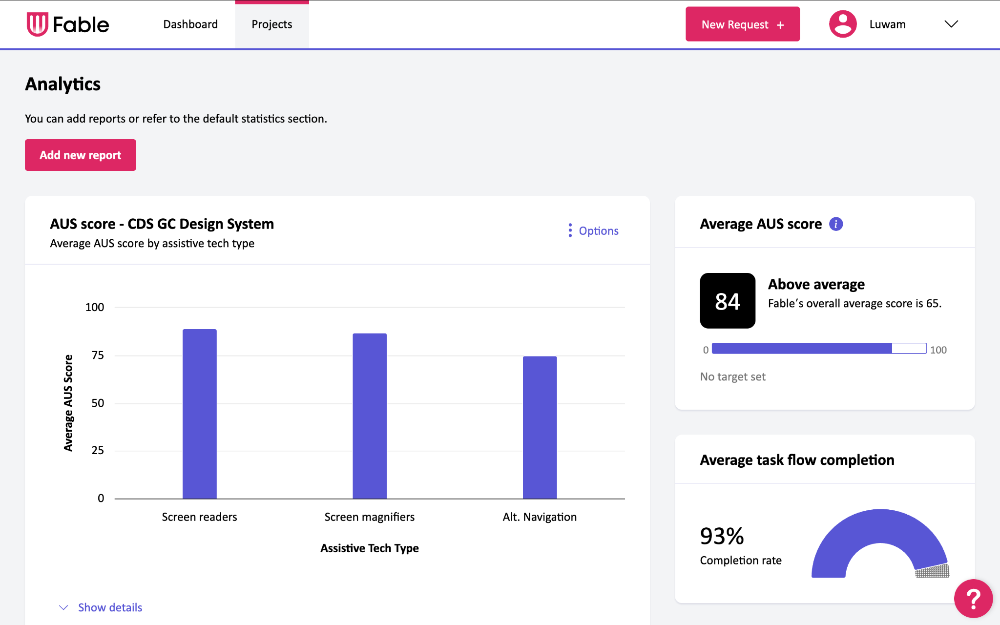 Fable
Dashboard
Projects
New Request +
Luwam
Analytics
You can add reports or refer to the default statistics section.
Add new report
AUS score - CDS GC Design System
Average AUS score by assistive tech type
Options
100
75
50
25
0
Average AUS Score
Screen readers
Screen magnifiers
Alt. Navigation
Assistive Tech Type
Show details
Average AUS score i
84
Above average
Fable’s overall average score is 65.
0
100
No target set
Average task flow completion
93%
Completion rate
?